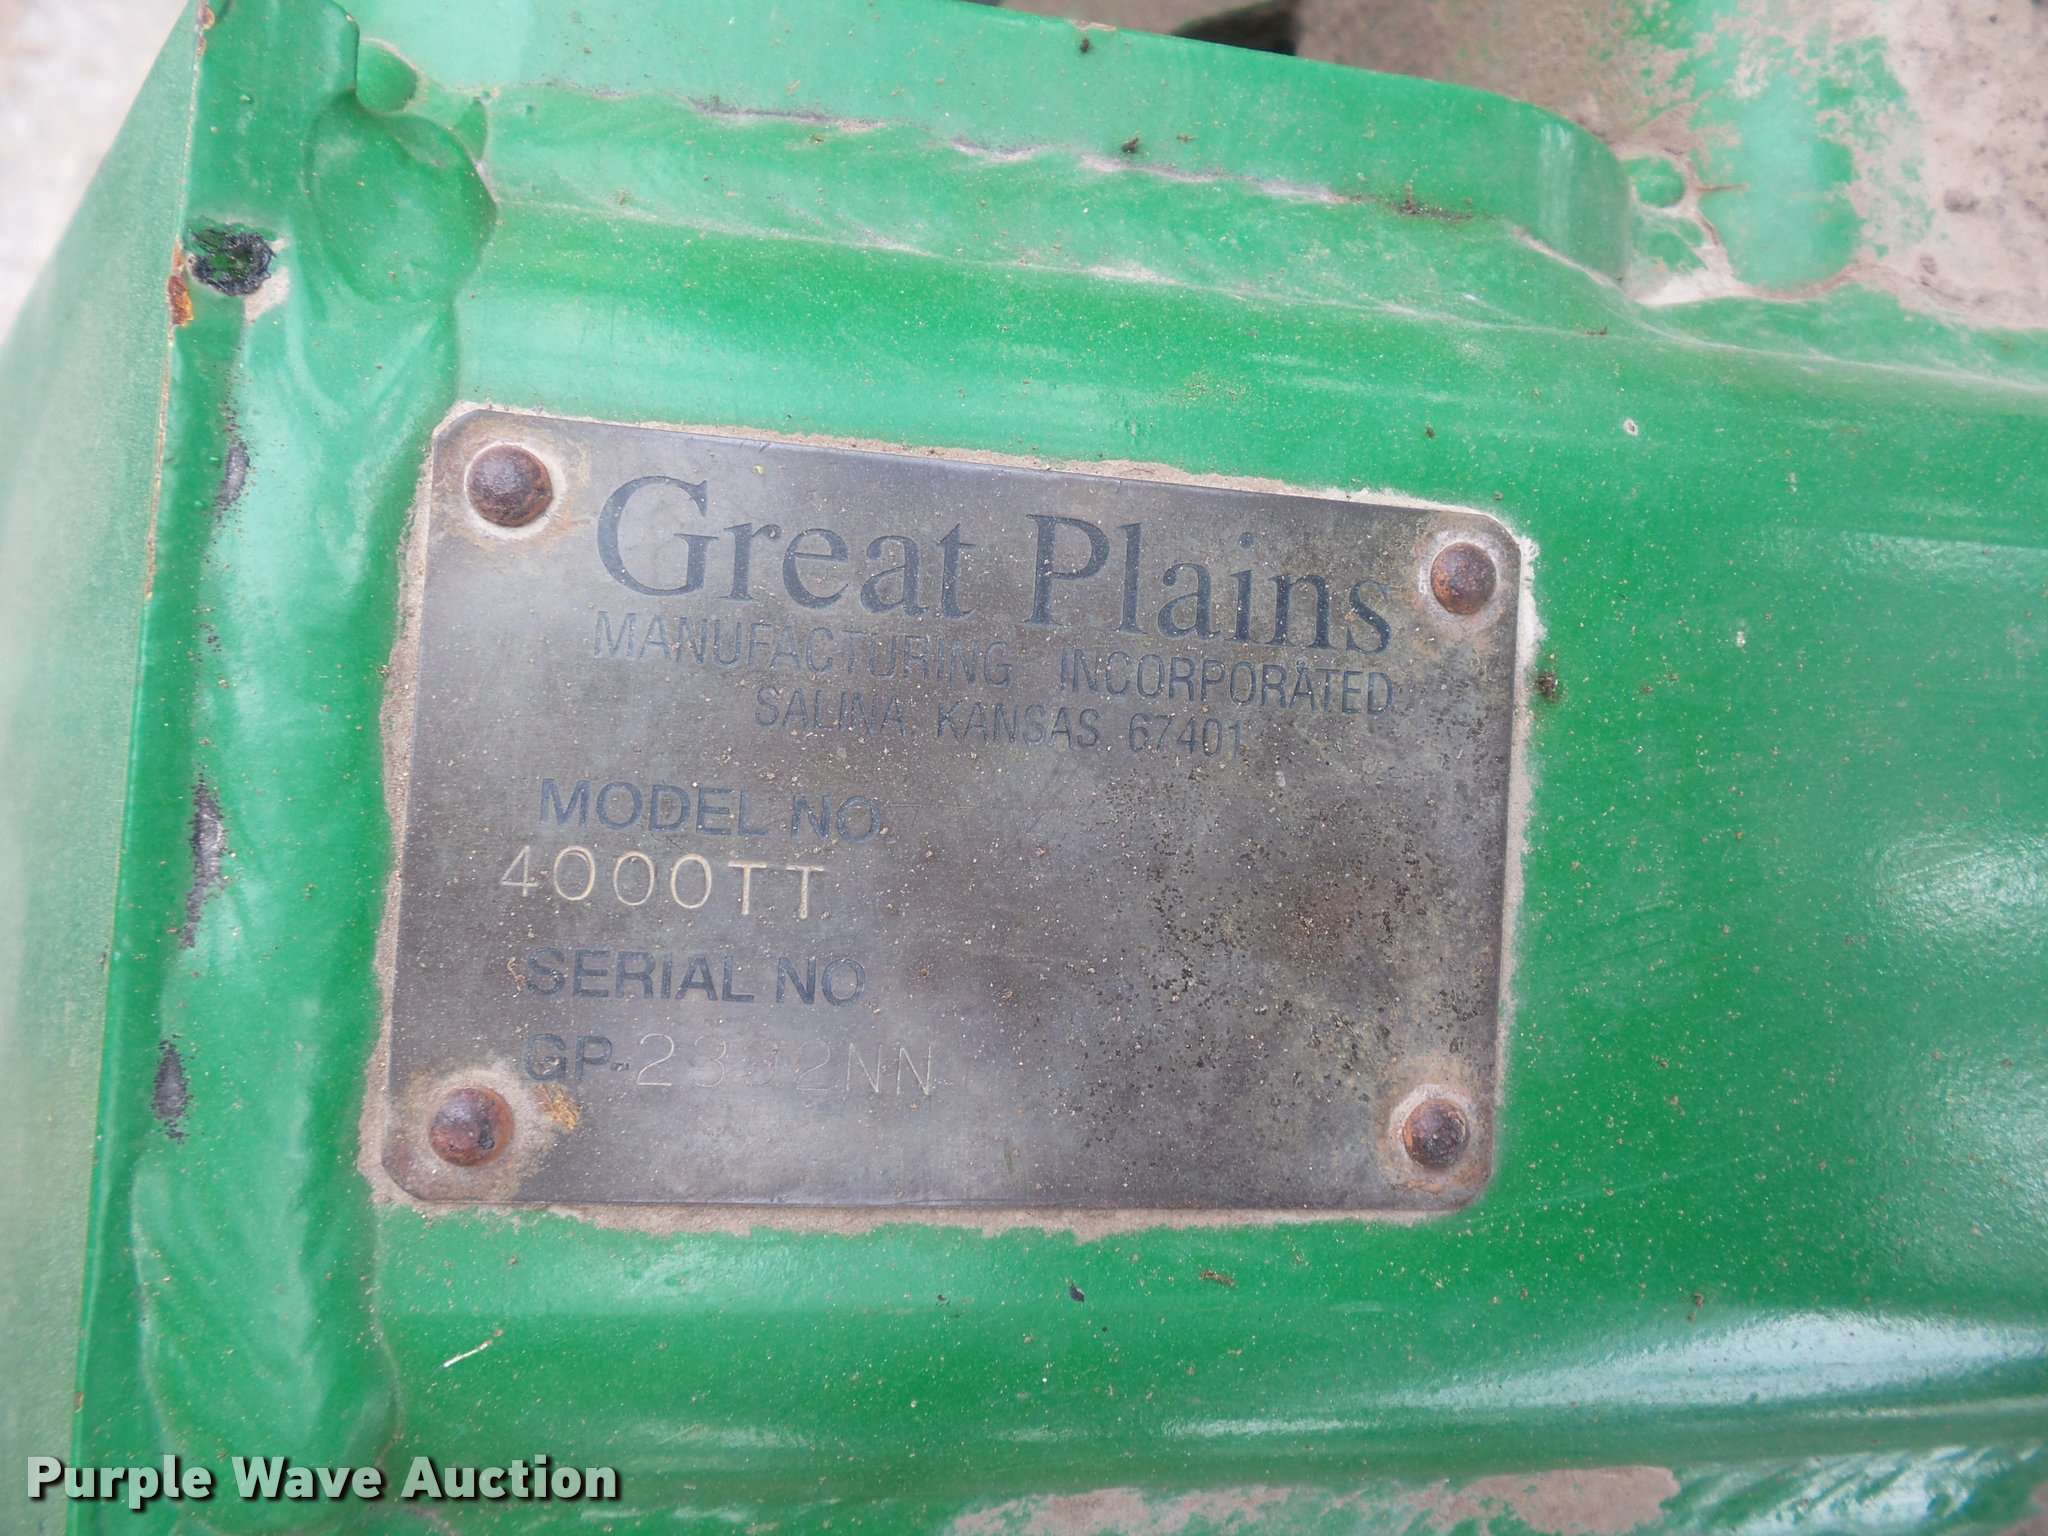 Great Plains
MANUFACTURING INCORPORATED
SALINA, KANSAS 67401
MODEL NO.
4000TT
SERIAL NO
Purple Wave Auction